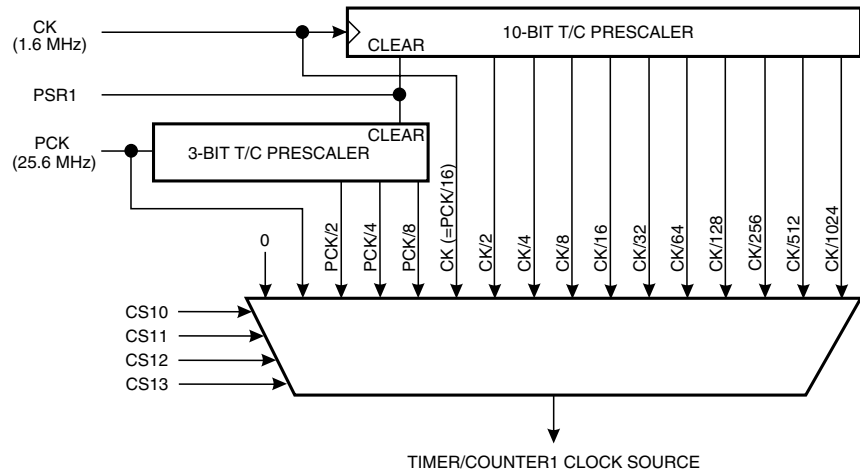 CK
(1.6 MHz)
10-BIT T/C PRESCALER
CLEAR
PSR1
PCK
(25.6 MHz)
CLEAR
3-BIT T/C PRESCALER
0
PCK/2
PCK/4
PCK/8
CK (=PCK/16)
CK/2
CK/4
CK/8
CK/16
CK/32
CK/64
CK/128
CK/256
CK/512
CK/1024
CS10
CS11
CS12
CS13
TIMER/COUNTER1 CLOCK SOURCE